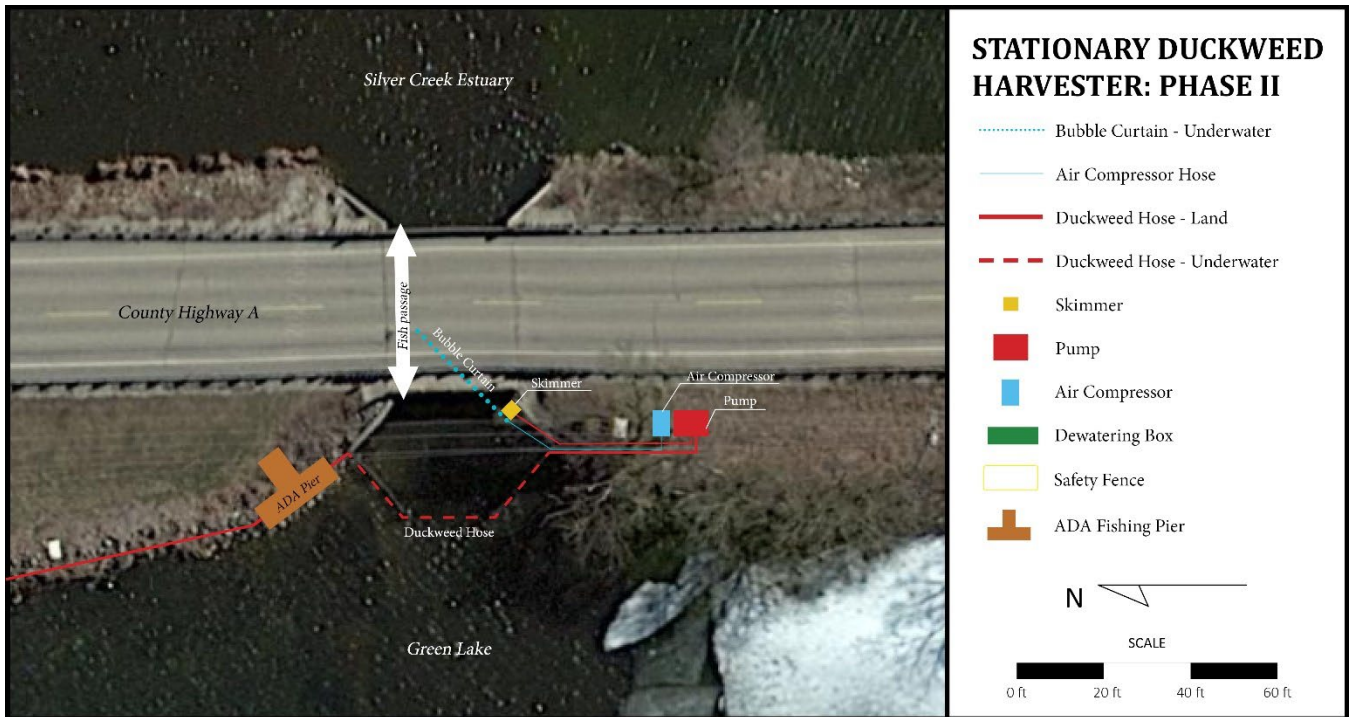 Silver Creek Estuary
County Highway A
Fish passage
Bubble Curtain
Skimmer
Air Compressor
Pump
ADA Pier
Duckweed Hose
Green Lake
STATIONARY DUCKWEED
HARVESTER: PHASE II
Bubble Curtain - Underwater
Air Compressor Hose
Duckweed Hose - Land
Duckweed Hose - Underwater
Skimmer
Pump
Air Compressor
Dewatering Box
Safety Fence
ADA Fishing Pier
N
SCALE
0 ft 20 ft 40 ft 60 ft